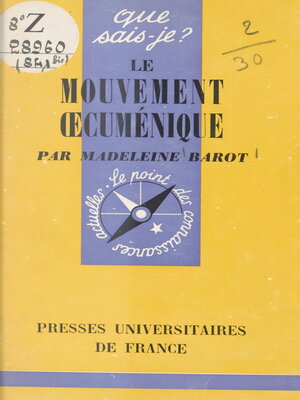 8° Z
28960
(841 bis)
que
sais-je?
2
30
LE
MOUVEMENT
ŒCUMÉNIQUE
PAR MADELEINE BAROT
Le point des connaissances actuelles
PRESSES UNIVERSITAIRES
DE FRANCE